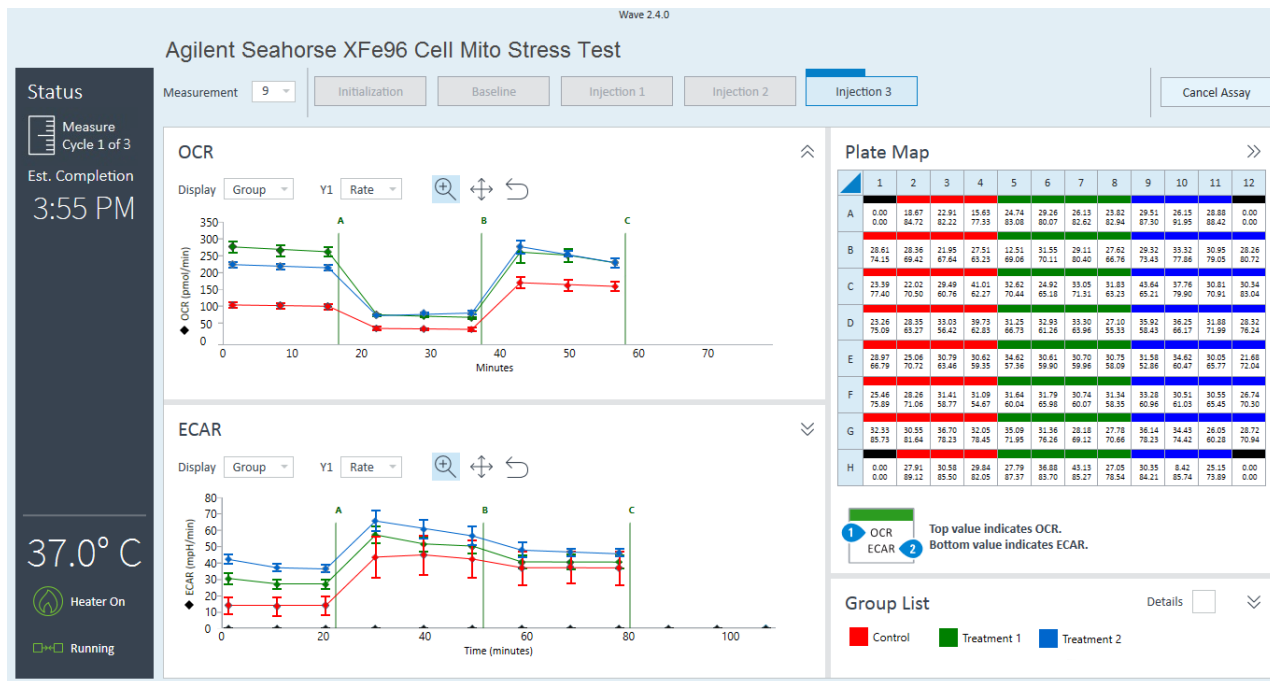 Wave 2.4.0
Agilent Seahorse XFe96 Cell Mito Stress Test
Status
Measure
Cycle 1 of 3
Est. Completion
3:55 PM
37.0° C
Heater On
Running
Measurement 9 Initialization Baseline Injection 1 Injection 2 Injection 3 Cancel Assay
OCR
Display Group Y1 Rate
A B C
OCR (pmol/min)
350
300
250
200
150
100
50
0
0 10 20 30 40 50 60 70
Minutes
ECAR
Display Group Y1 Rate
A B C
ECAR (mpH/min)
80
70
60
50
40
30
20
10
0
0 20 40 60 80 100
Time (minutes)
Plate Map
1 2 3 4 5 6 7 8 9 10 11 12
A 0.00 18.67 22.91 15.63 24.74 29.26 26.13 23.82 29.51 26.15 28.88 0.00
0.00 84.72 82.22 77.33 83.08 80.07 82.62 82.94 87.30 91.95 88.42 0.00
B 28.61 28.36 21.95 27.51 12.51 31.55 29.11 27.62 29.32 33.32 30.95 28.26
74.15 69.42 67.64 63.23 69.06 70.11 80.40 66.76 73.43 77.86 79.05 80.72
C 23.39 22.02 29.49 41.01 32.62 24.92 33.05 31.83 43.64 37.76 30.81 30.34
77.40 70.50 60.76 62.27 70.44 65.18 71.31 63.23 65.21 79.90 70.91 83.04
D 23.26 28.35 33.03 39.73 31.25 32.93 33.30 27.10 35.92 36.25 31.88 28.32
75.09 63.27 56.42 62.83 66.73 61.26 63.96 55.33 58.43 66.17 71.99 76.24
E 28.97 25.06 30.79 30.62 34.62 30.61 30.70 30.75 31.58 34.62 30.05 21.68
66.79 70.72 63.46 59.35 57.36 59.90 59.96 58.09 52.86 60.47 65.77 72.04
F 25.46 28.26 31.41 31.09 31.64 31.79 30.74 31.34 33.28 30.51 30.55 26.74
75.89 71.06 58.77 54.67 60.04 65.98 60.07 58.35 60.96 61.03 65.45 70.30
G 32.33 30.55 36.70 32.05 35.09 31.36 28.18 27.78 36.14 34.43 26.05 28.72
85.73 81.64 78.23 78.45 71.95 76.26 69.12 70.66 78.23 74.42 60.28 70.94
H 0.00 27.91 30.58 29.84 27.79 36.88 43.13 27.05 30.35 8.42 25.15 0.00
0.00 89.12 85.50 82.05 87.37 83.70 85.27 78.54 84.21 85.74 73.89 0.00
1 OCR
ECAR 2
Top value indicates OCR.
Bottom value indicates ECAR.
Group List Details
Control Treatment 1 Treatment 2